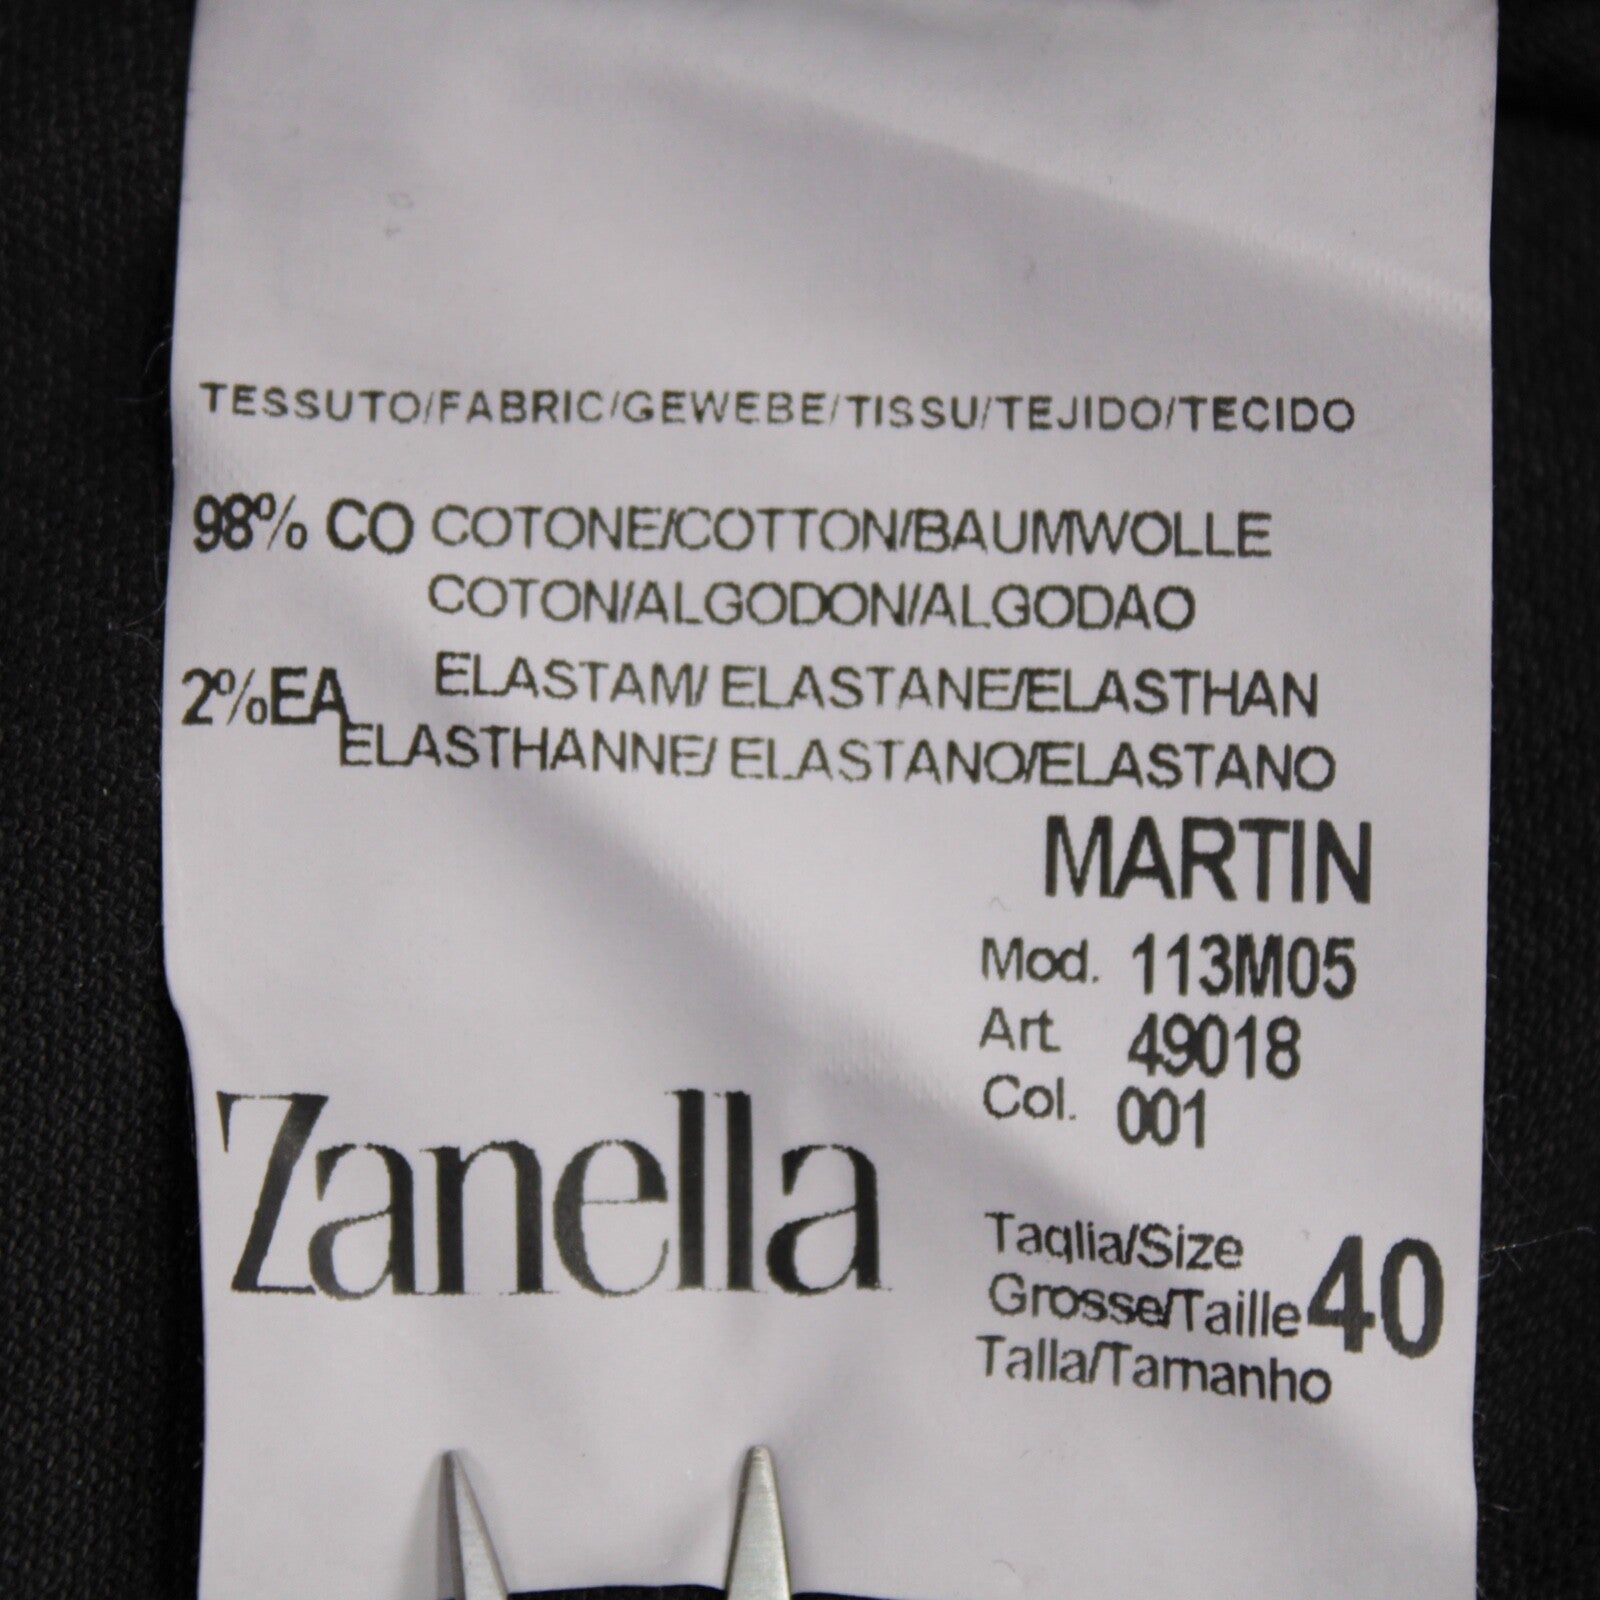 TESSUTO/FABRIC/GEWEBE/TISSU/TEJIDO/TECIDO
98% CO COTONE/COTTON/BAUMWOLLE
COTON/ALGODON/ALGODAO
2%EA ELASTAM/ ELASTANE/ELASTHAN
ELASTHANNE/ ELASTANO/ELASTANO
MARTIN
Mod. 113M05
Art 49018
Col. 001
Zanella
Taglia/Size
Grosse/Taille 40
Talla/Tamanho